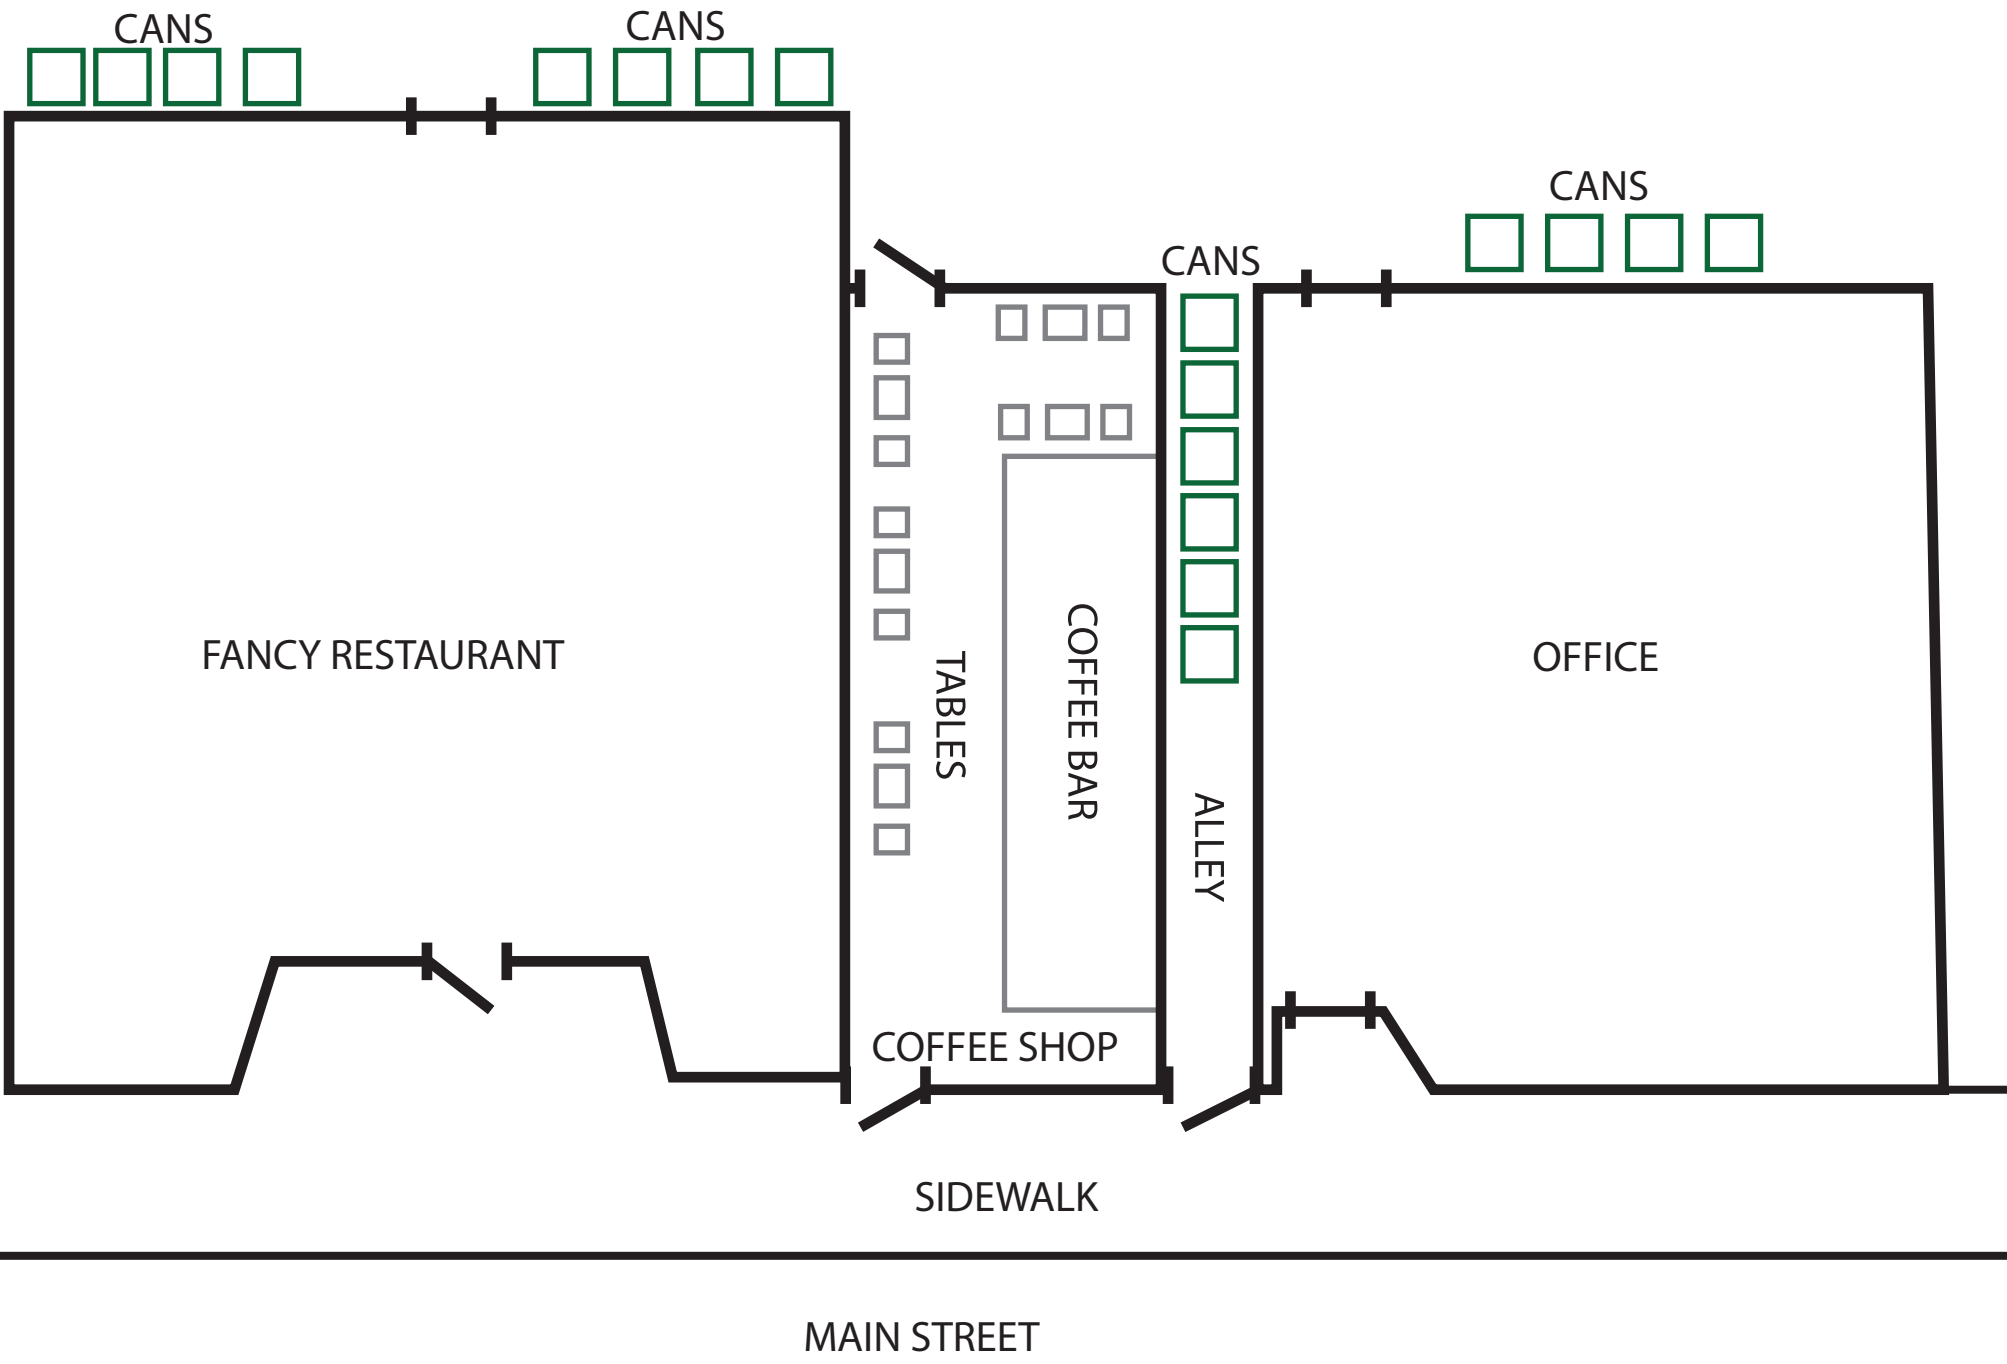 CANS
CANS
CANS
CANS
FANCY RESTAURANT
TABLES
COFFEE BAR
ALLEY
OFFICE
COFFEE SHOP
SIDEWALK
MAIN STREET